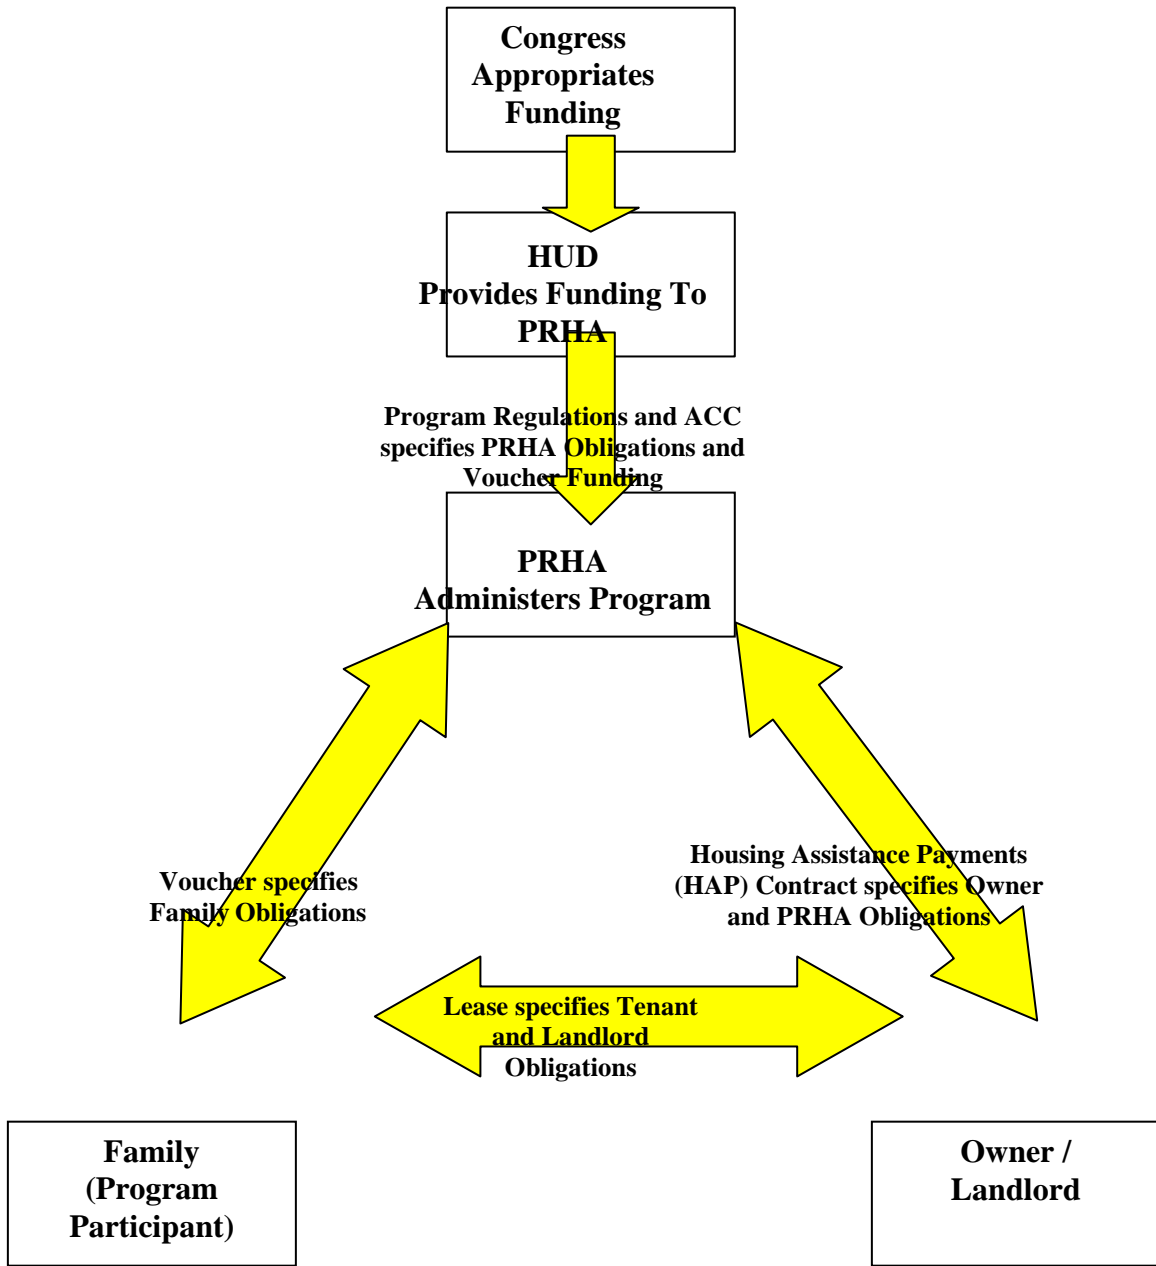 Congress
Appropriates
Funding
HUD
Provides Funding To
PRHA
Program Regulations and ACC
specifies PRHA Obligations and
Voucher Funding
PRHA
Administers Program
Voucher specifies
Family Obligations
Housing Assistance Payments
(HAP) Contract specifies Owner
and PRHA Obligations
Lease specifies Tenant
and Landlord
Obligations
Family
(Program
Participant)
Owner /
Landlord